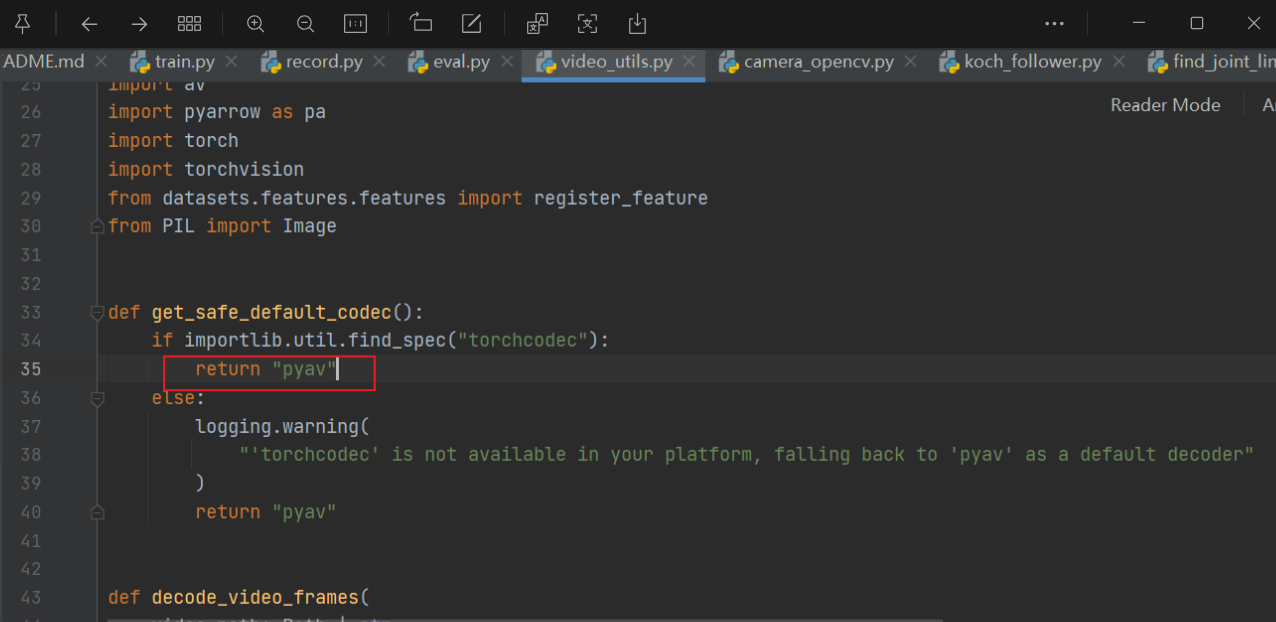 ADME.md train.py record.py eval.py video_utils.py camera_opencv.py koch_follower.py find_joint_lin
Reader Mode
25 import av
26 import pyarrow as pa
27 import torch
28 import torchvision
29 from datasets.features.features import register_feature
30 from PIL import Image
31
32
33 def get_safe_default_codec():
34 if importlib.util.find_spec("torchcodec"):
35 return "pyav"
36 else:
37 logging.warning(
38 "'torchcodec' is not available in your platform, falling back to 'pyav' as a default decoder"
39 )
40 return "pyav"
41
42
43 def decode_video_frames(